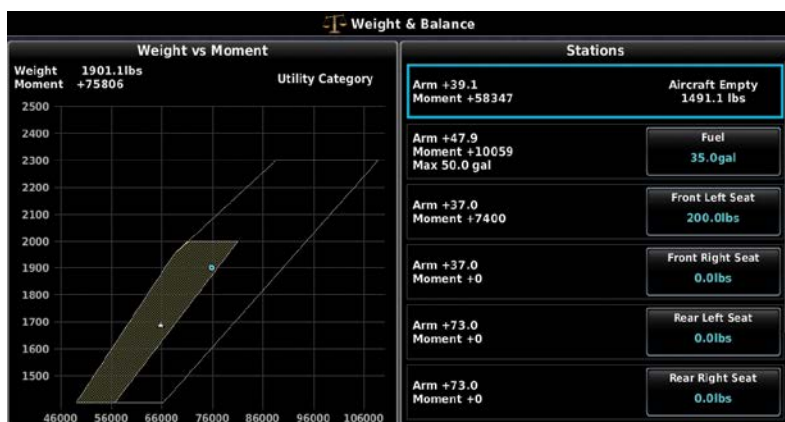 Weight & Balance
Weight vs Moment
Weight 1901.1lbs
Moment +75806
Utility Category
2500
2400
2300
2200
2100
2000
1900
1800
1700
1600
1500
46000 56000 66000 76000 86000 96000 106000
Stations
Arm +39.1
Moment +58347
Aircraft Empty
1491.1 lbs
Arm +47.9
Moment +10059
Max 50.0 gal
Fuel
35.0gal
Arm +37.0
Moment +7400
Front Left Seat
200.0lbs
Arm +37.0
Moment +0
Front Right Seat
0.0lbs
Arm +73.0
Moment +0
Rear Left Seat
0.0lbs
Arm +73.0
Moment +0
Rear Right Seat
0.0lbs